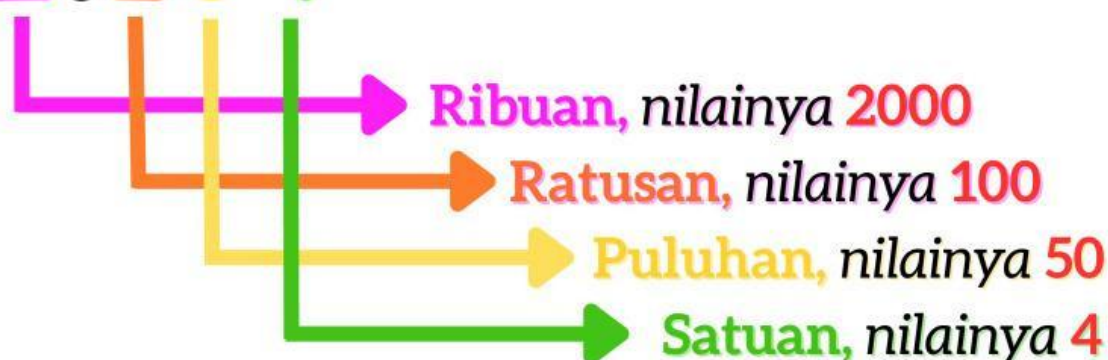 Ribuan, nilainya 2000
Ratusan, nilainya 100
Puluhan, nilainya 50
Satuan, nilainya 4